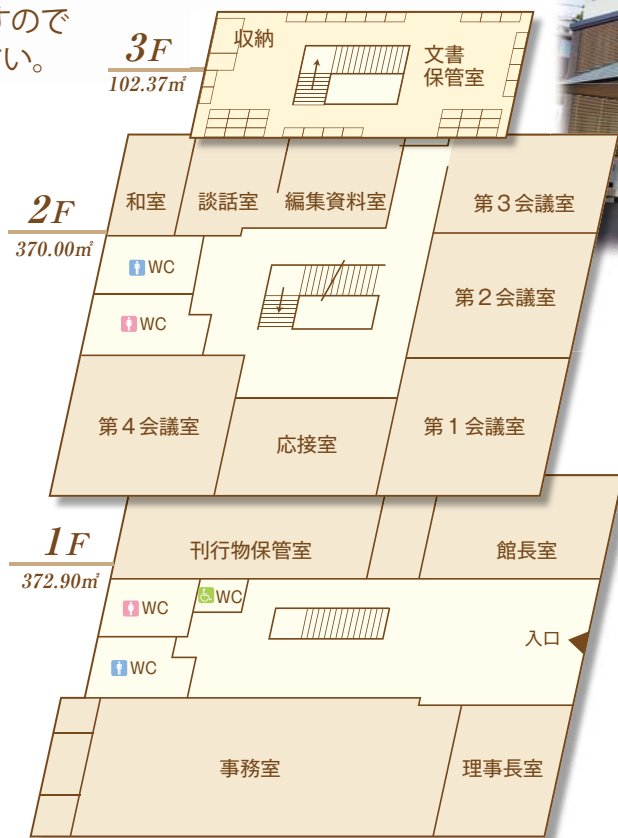 すので
い。
3F
102.37㎡
収納
文書
保管室
2F
370.00㎡
和室
談話室
編集資料室
第3会議室
WC
第2会議室
WC
第4会議室
応接室
第1会議室
1F
372.90㎡
刊行物保管室
館長室
WC
WC
入口
WC
事務室
理事長室